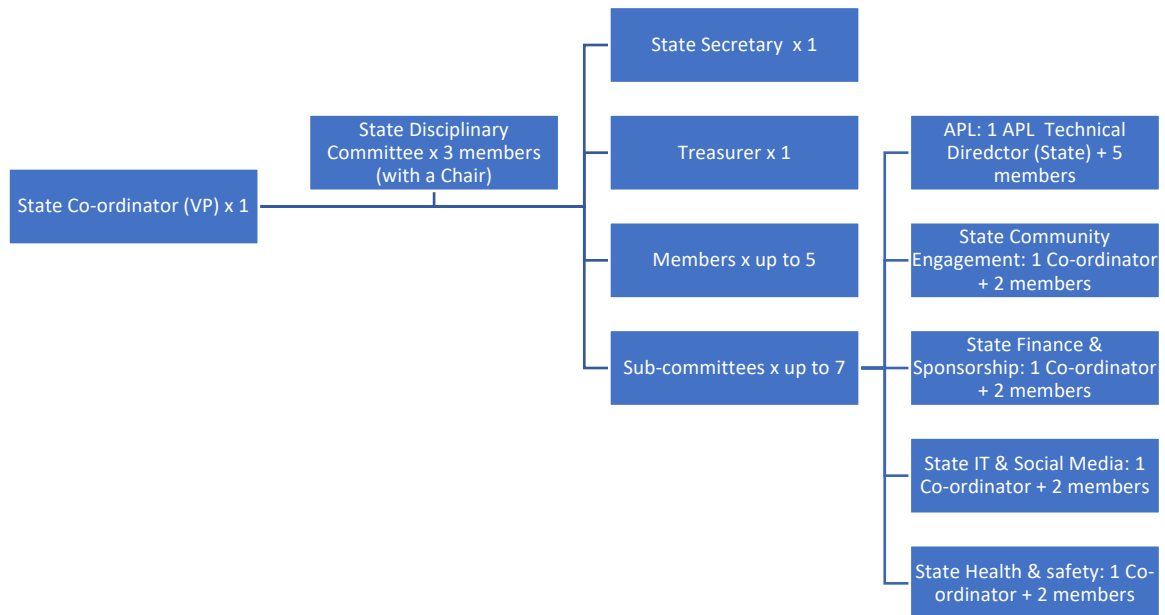 State Co-ordinator (VP) x 1
State Disciplinary
Committee x 3 members
(with a Chair)
State Secretary x 1
Treasurer x 1
Members x up to 5
Sub-committees x up to 7
APL: 1 APL Technical
Diredctor (State) + 5
members
State Community
Engagement: 1 Co-ordinator
+ 2 members
State Finance &
Sponsorship: 1 Co-ordinator
+ 2 members
State IT & Social Media: 1
Co-ordinator + 2 members
State Health & safety: 1 Co-
ordinator + 2 members